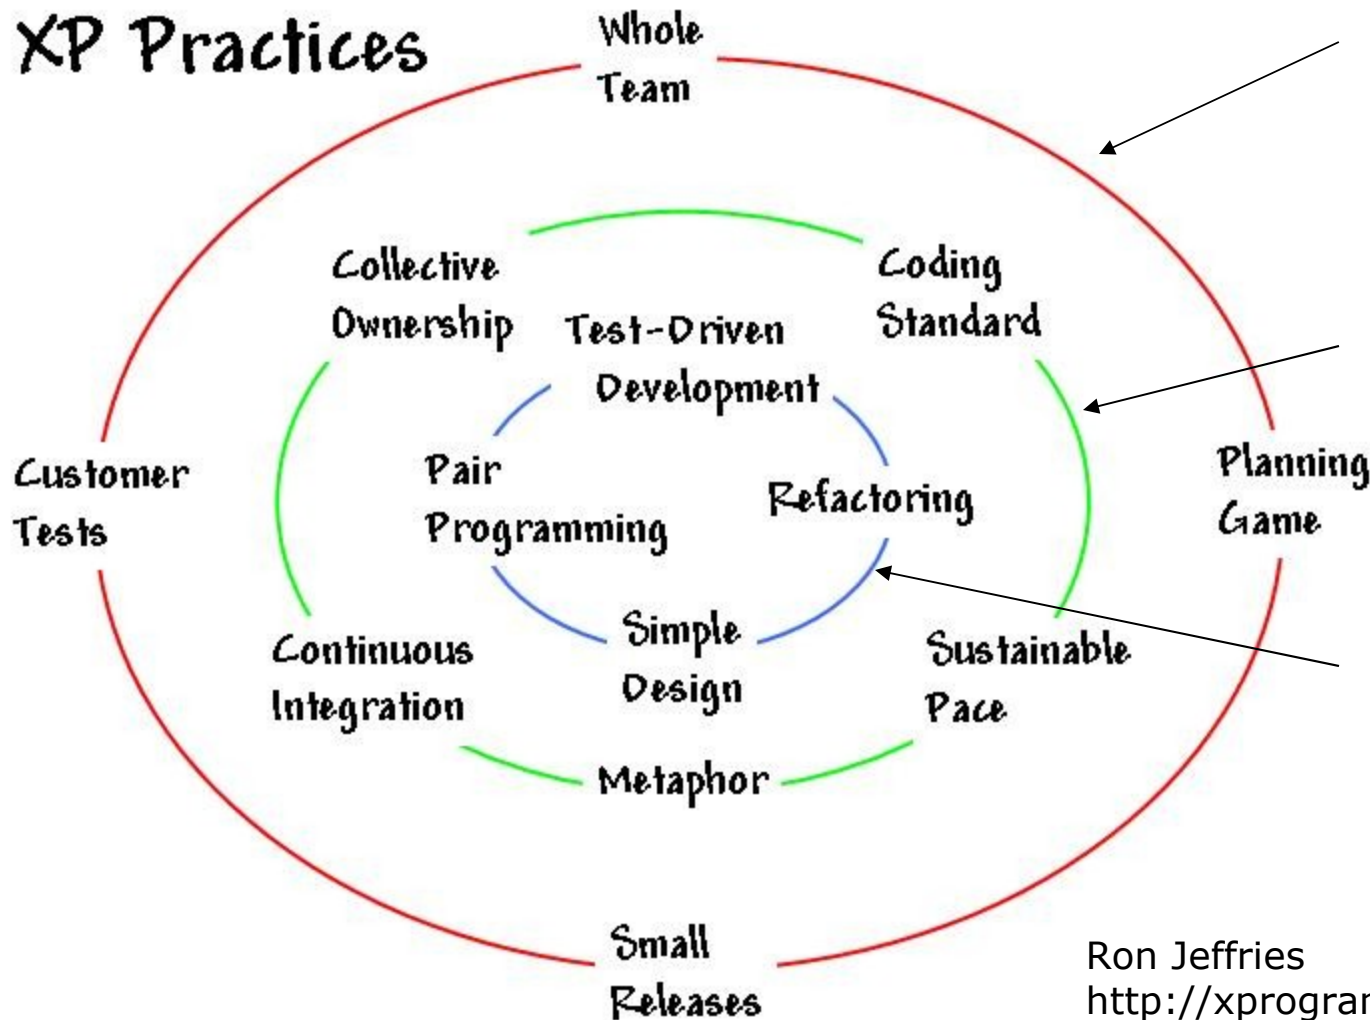 XP Practices
Whole
Team
Collective
Ownership
Coding
Standard
Test-Driven
Development
Customer
Tests
Pair
Programming
Refactoring
Planning
Game
Continuous
Integration
Simple
Design
Sustainable
Pace
Metaphor
Small
Releases
Ron Jeffries